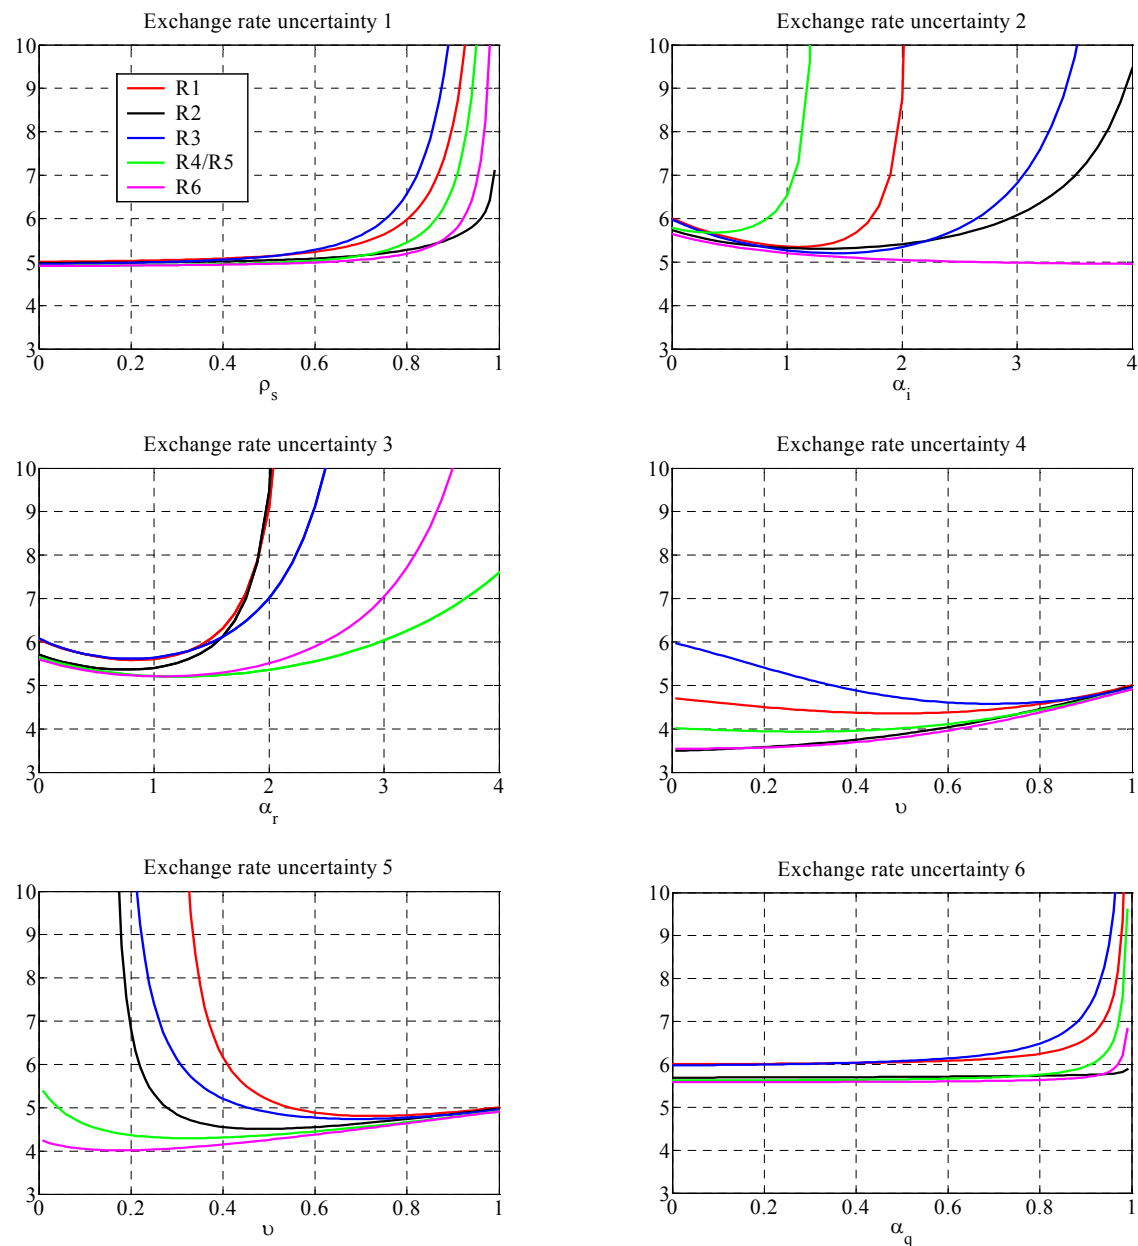 Exchange rate uncertainty 1
10
9
8
7
6
5
4
3
0 0.2 0.4 0.6 0.8 1
ρs
R1
R2
R3
R4/R5
R6
Exchange rate uncertainty 2
10
9
8
7
6
5
4
3
0 1 2 3 4
αi
Exchange rate uncertainty 3
10
9
8
7
6
5
4
3
0 1 2 3 4
αr
Exchange rate uncertainty 4
10
9
8
7
6
5
4
3
0 0.2 0.4 0.6 0.8 1
υ
Exchange rate uncertainty 5
10
9
8
7
6
5
4
3
0 0.2 0.4 0.6 0.8 1
υ
Exchange rate uncertainty 6
10
9
8
7
6
5
4
3
0 0.2 0.4 0.6 0.8 1
αq